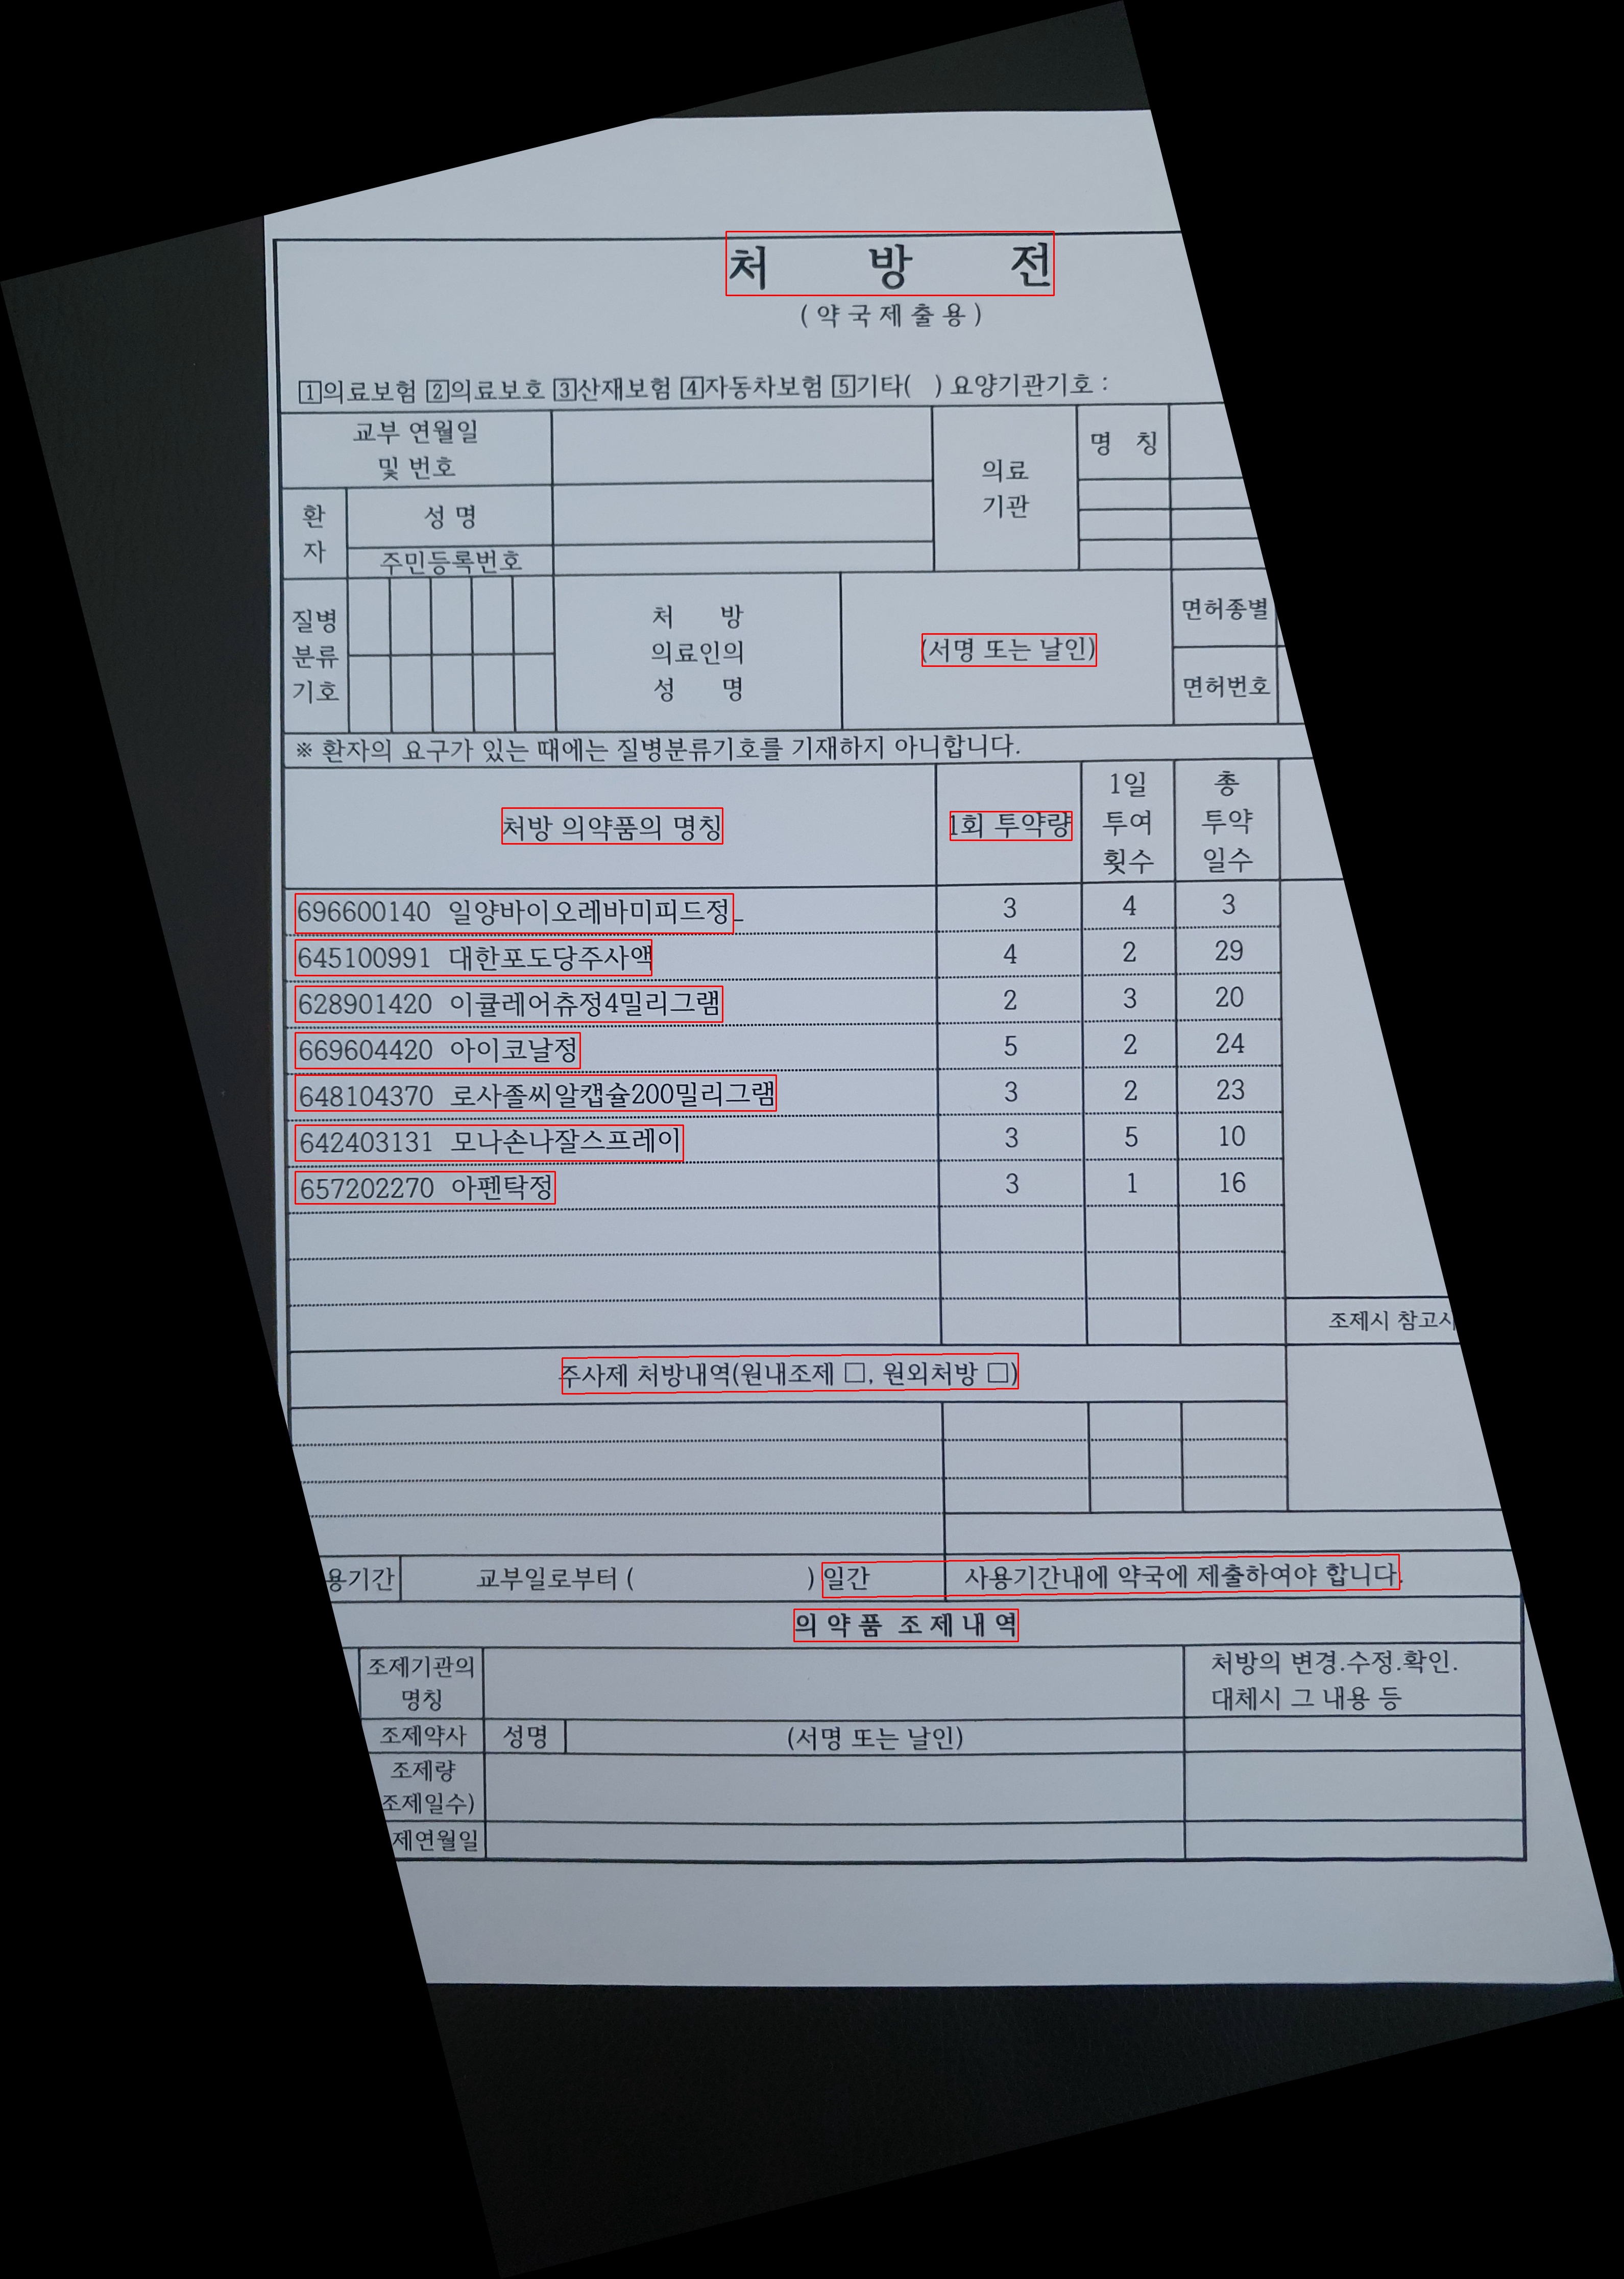 처 방 전
(약국제출용)
1의료보험 2의료보호 3산재보험 4자동차보험 5기타( ) 요양기관기호 :
교부 연월일
및 번호
의료
기관
명 칭
환
자
성 명
주민등록번호
질병
분류
기호
처 방
의료인의
성 명
(서명 또는 날인)
면허종별
면허번호
※ 환자의 요구가 있는 때에는 질병분류기호를 기재하지 아니합니다.
처방 의약품의 명칭
1회 투약량
1일
투여
횟수
총
투약
일수
696600140 일양바이오레바미피드정_ 3 4 3
645100991 대한포도당주사액 4 2 29
628901420 이큘레어츄정4밀리그램 2 3 20
669604420 아이코날정 5 2 24
648104370 로사졸씨알캡슐200밀리그램 3 2 23
642403131 모나손나잘스프레이 3 5 10
657202270 아펜탁정 3 1 16
조제시 참고사
주사제 처방내역(원내조제 □, 원외처방 □)
용기간 교부일로부터 ( ) 일간 사용기간내에 약국에 제출하여야 합니다.
의 약 품 조 제 내 역
조제기관의
명칭
처방의 변경.수정.확인.
대체시 그 내용 등
조제약사 성명 (서명 또는 날인)
조제량
조제일수)
제연월일